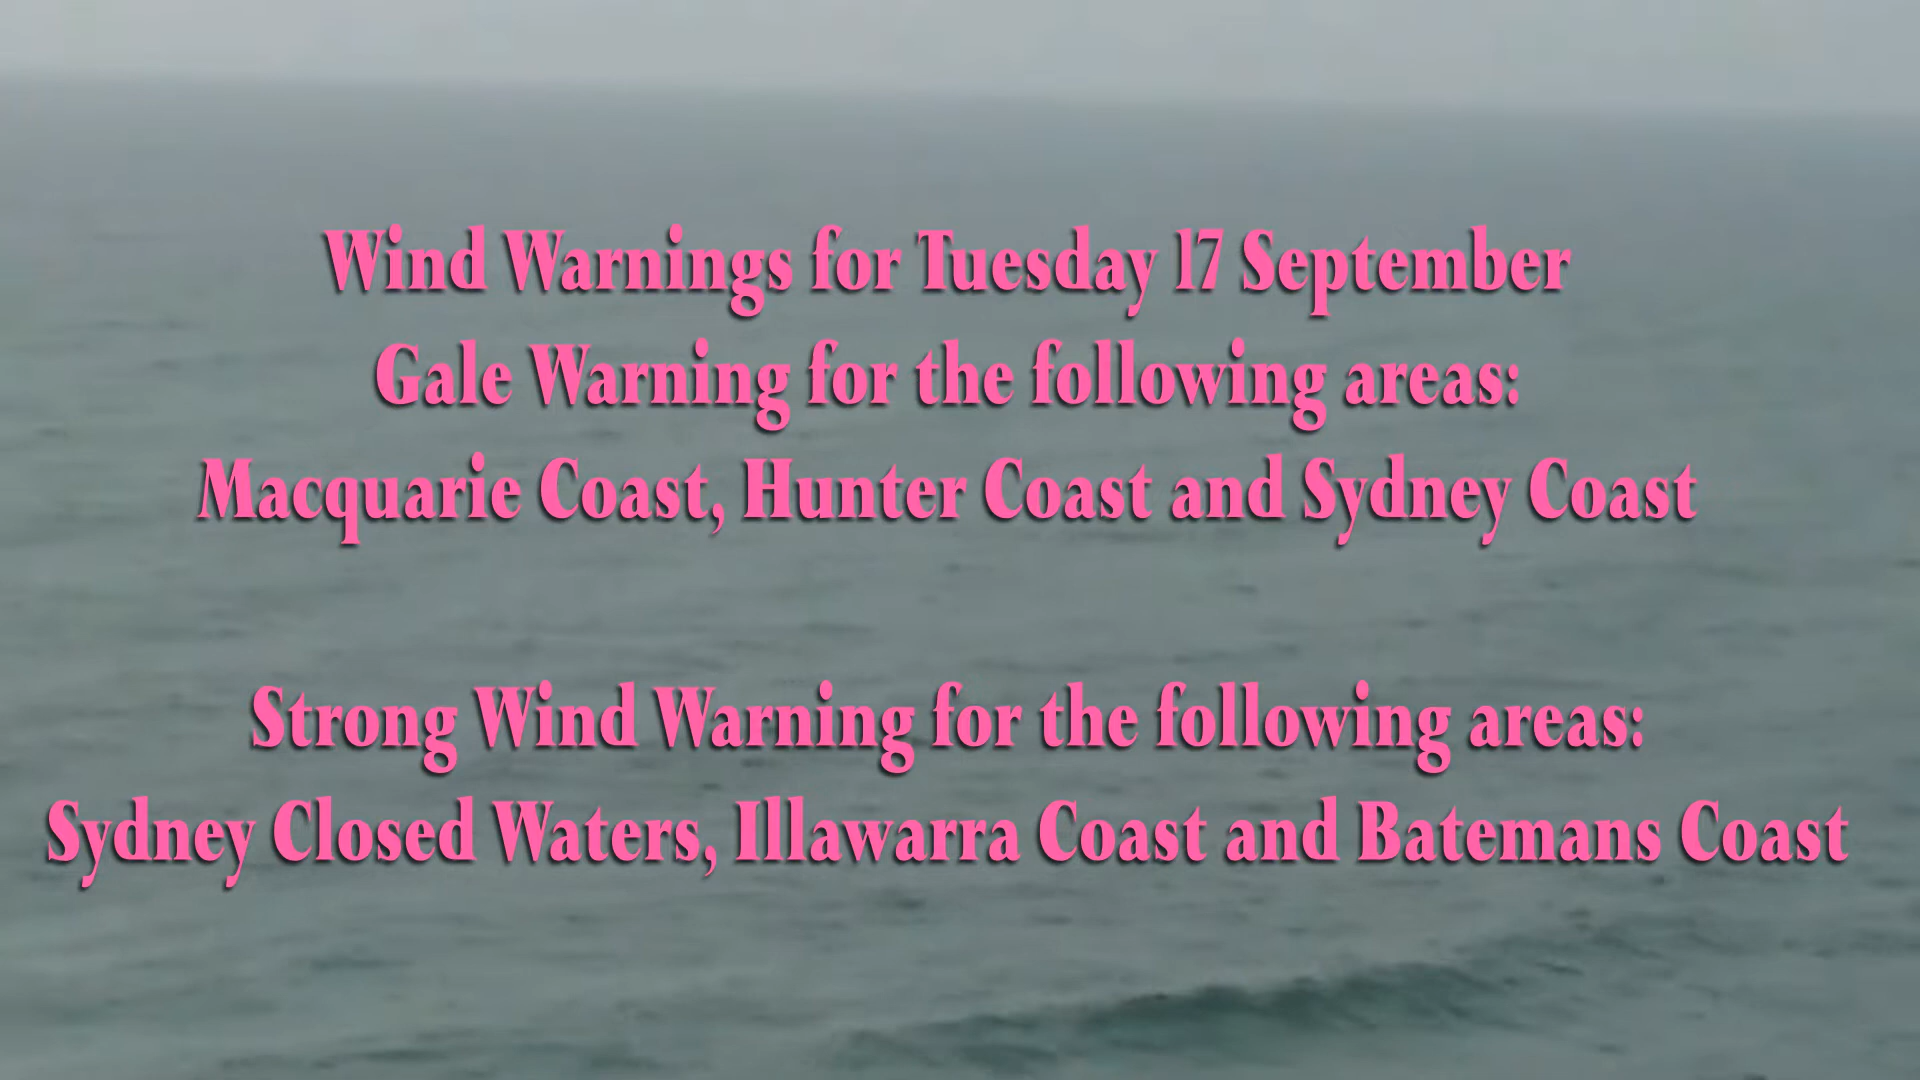 Wind Warnings for Tuesday 17 September
Gale Warning for the following areas:
Macquarie Coast, Hunter Coast and Sydney Coast
Strong Wind Warning for the following areas:
Sydney Closed Waters, Illawarra Coast and Batemans Coast